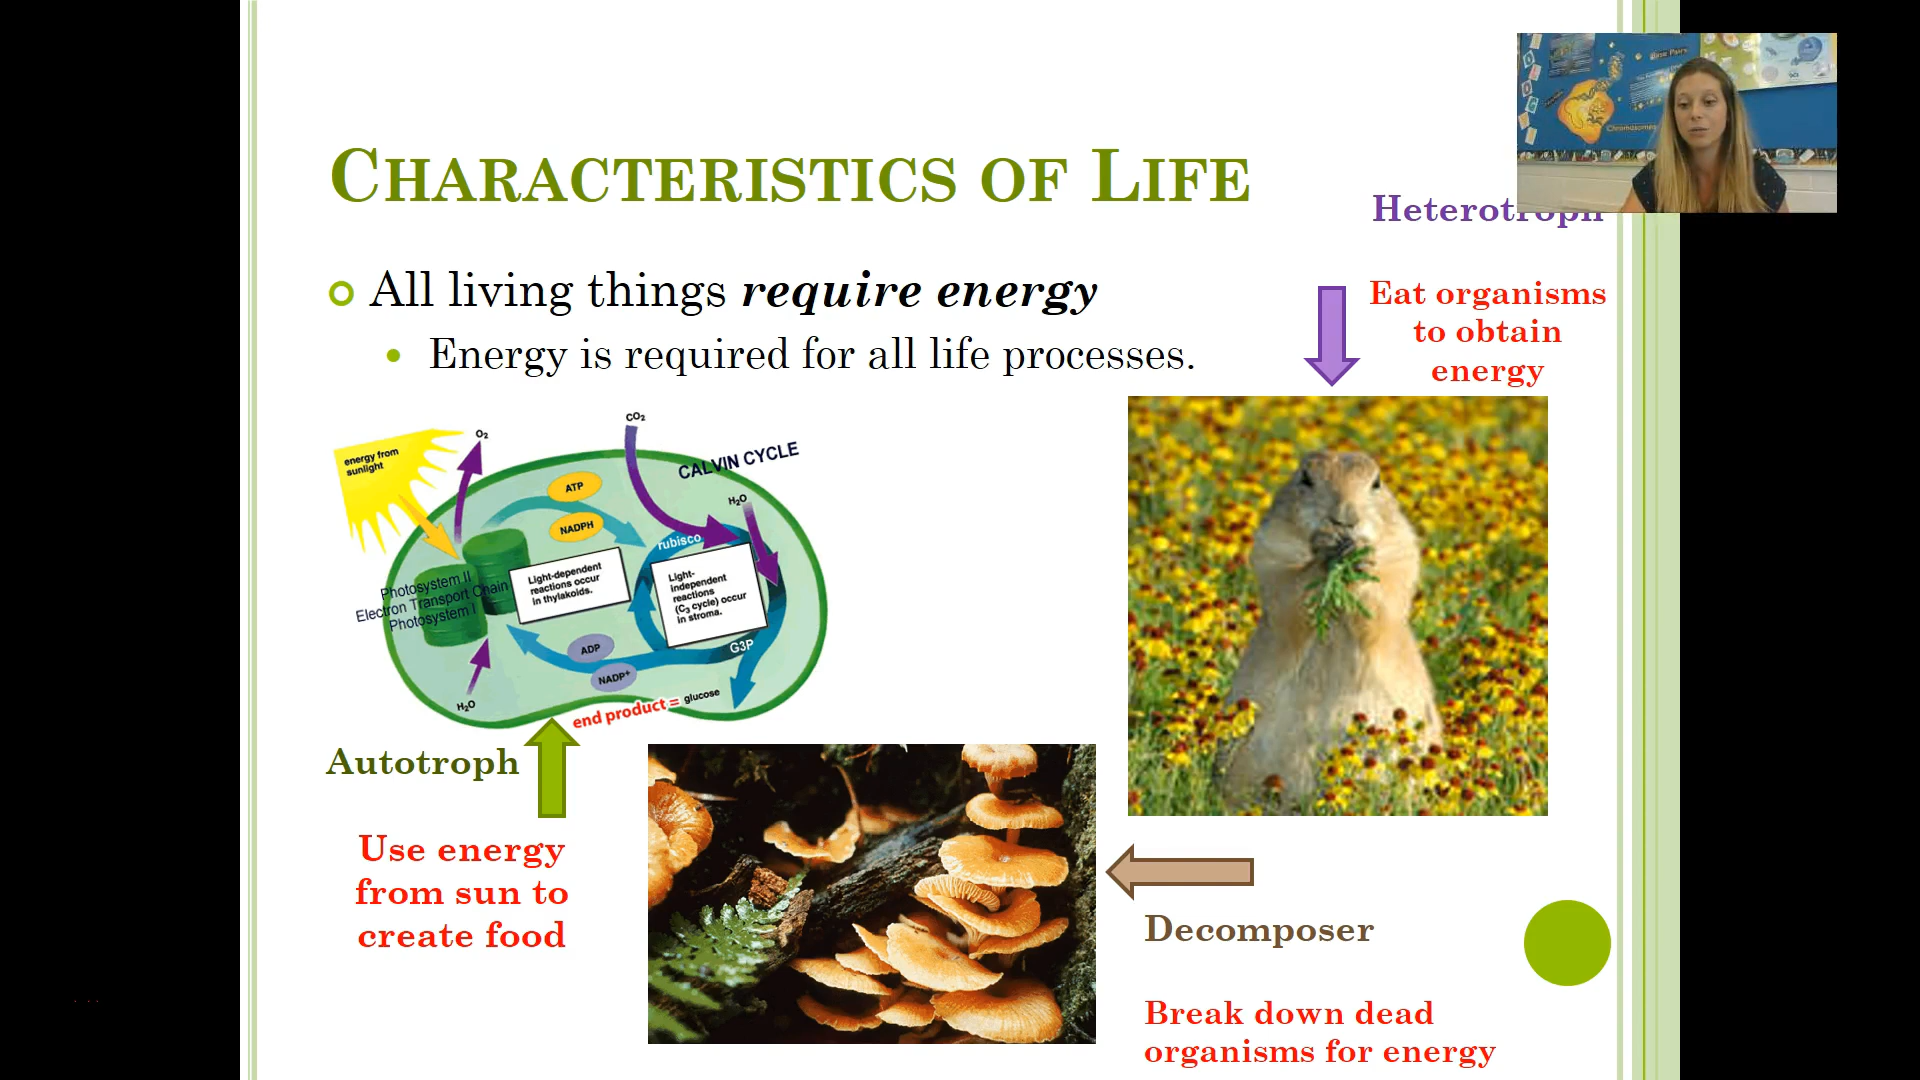 CHARACTERISTICS OF LIFE
All living things require energy
Energy is required for all life processes.
Heterotroph
Eat organisms
to obtain
energy
energy from
sunlight
O₂
CO₂
CALVIN CYCLE
H₂O
ATP
NADPH
rubisco
Photosystem II
Electron Transport Chain
Photosystem I
Light-dependent
reactions occur
in thylakoids.
Light-
independent
reactions
(C₃ cycle) occur
in stroma.
G3P
ADP
NADP⁺
H₂O
end product = glucose
Autotroph
Use energy
from sun to
create food
Decomposer
Break down dead
organisms for energy
Base Pairs
Chromosomes